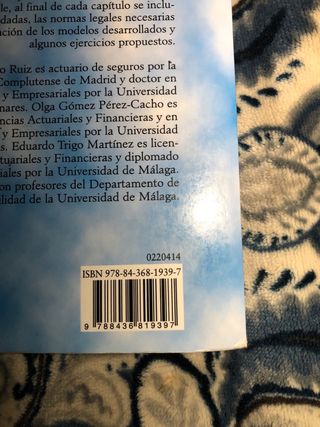 le, al final de cada capítulo se inclu-
dadas, las normas legales necesarias
ción de los modelos desarrollados y
algunos ejercicios propuestos.
o Ruiz es actuario de seguros por la
Complutense de Madrid y doctor en
y Empresariales por la Universidad
nares. Olga Gómez Pérez-Cacho es
ncias Actuariales y Financieras y en
y Empresariales por la Universidad
s. Eduardo Trigo Martínez es licen-
tuariales y Financieras y diplomado
iales por la Universidad de Málaga.
on profesores del Departamento de
ilidad de la Universidad de Málaga.
0220414
ISBN 978-84-368-1939-7
9 788436 819397